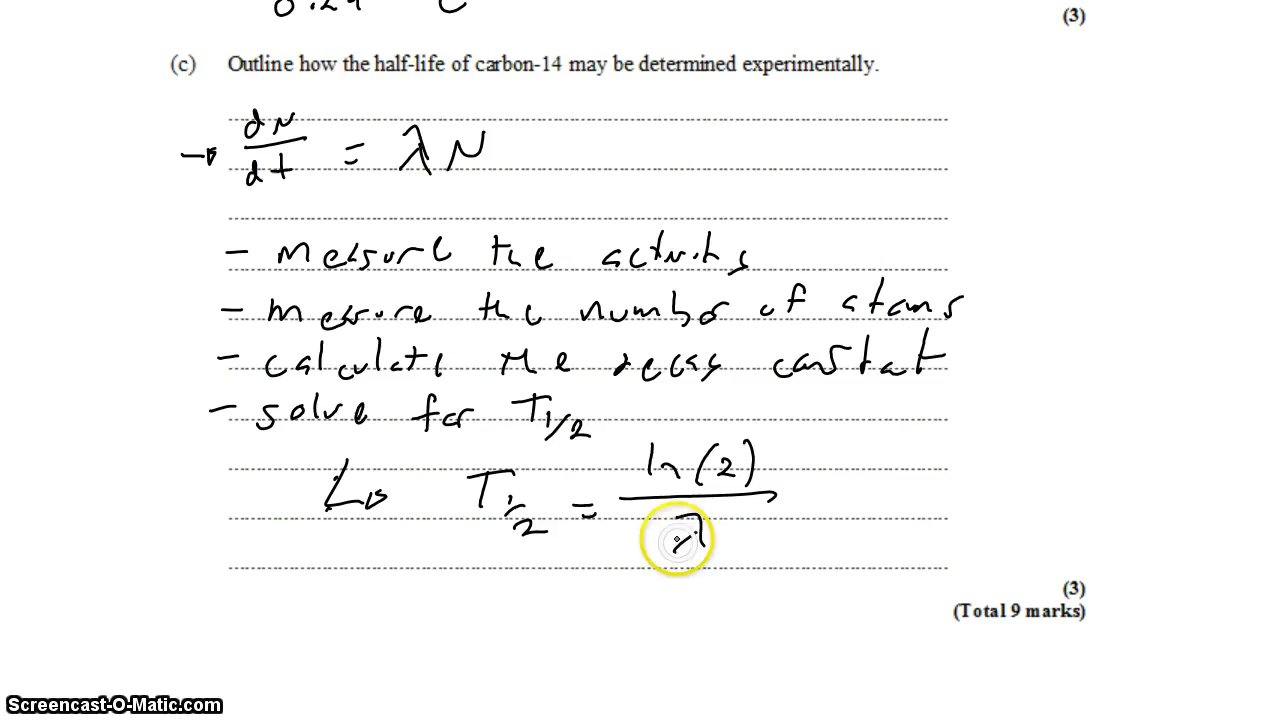 (3)
(c) Outline how the half-life of carbon-14 may be determined experimentally.
dN/dt = λN
- measure the activity
- measure the number of atoms
- calculate the decay constat
- solve for T1/2
T1/2 = ln(2)/λ
(3)
(Total 9 marks)
Screencast-O-Matic.com